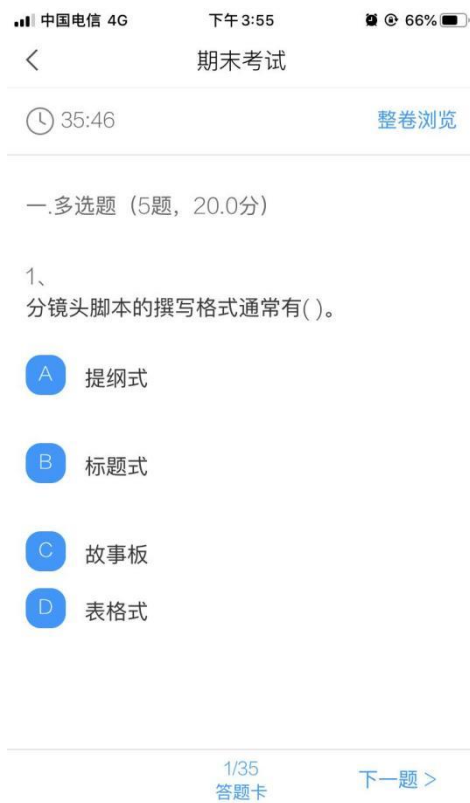 中国电信 4G 下午3:55 66%
期末考试
35:46 整卷浏览
一.多选题（5题，20.0分）
1、
分镜头脚本的撰写格式通常有( )。
A 提纲式
B 标题式
C 故事板
D 表格式
1/35
答题卡 下一题 >